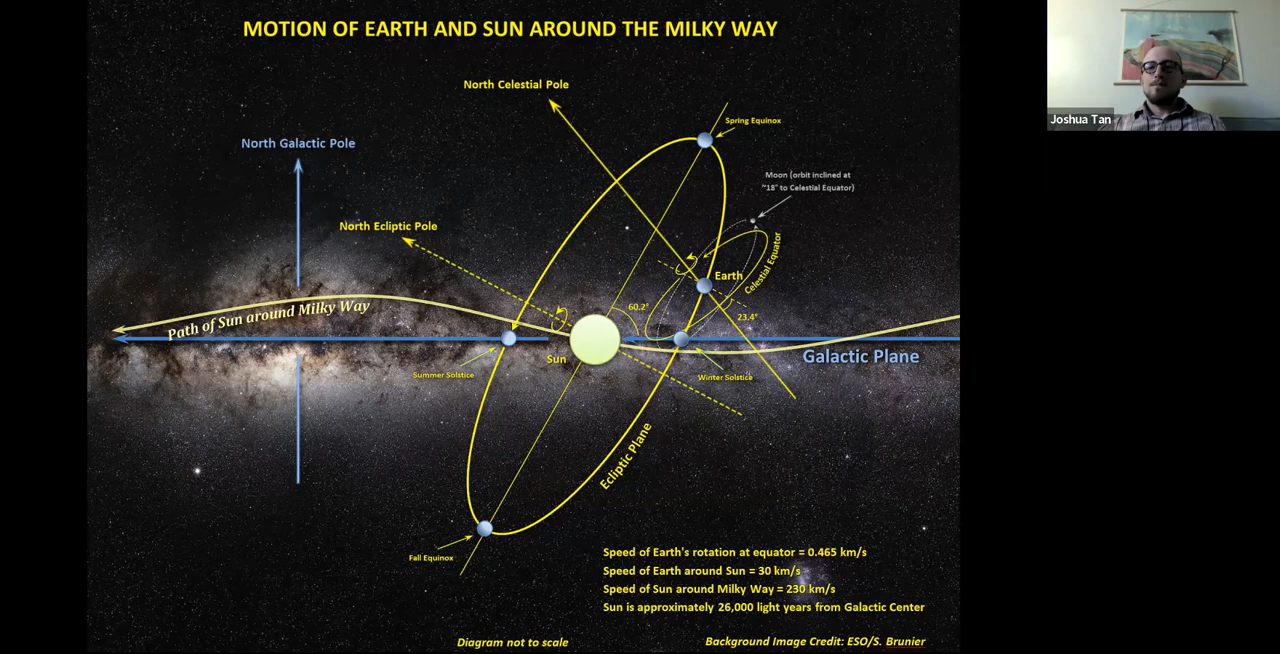 MOTION OF EARTH AND SUN AROUND THE MILKY WAY
North Celestial Pole
Spring Equinox
North Galactic Pole
Moon (orbit inclined at
~18° to Celestial Equator)
North Ecliptic Pole
Celestial Equator
Earth
60.2°
23.4°
Path of Sun around Milky Way
Sun
Galactic Plane
Summer Solstice
Winter Solstice
Ecliptic Plane
Fall Equinox
Speed of Earth's rotation at equator = 0.465 km/s
Speed of Earth around Sun = 30 km/s
Speed of Sun around Milky Way = 230 km/s
Sun is approximately 26,000 light years from Galactic Center
Diagram not to scale
Background Image Credit: ESO/S. Brunier
Joshua Tan